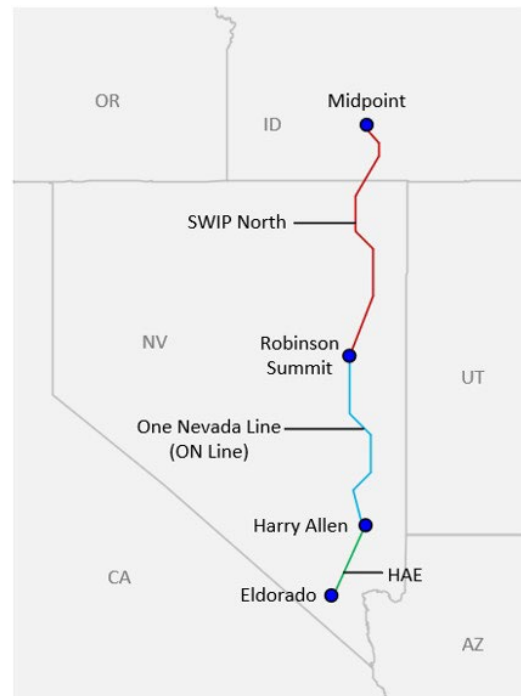 OR
Midpoint
ID
SWIP North
NV
Robinson
Summit
UT
One Nevada Line
(ON Line)
Harry Allen
CA
HAE
Eldorado
AZ